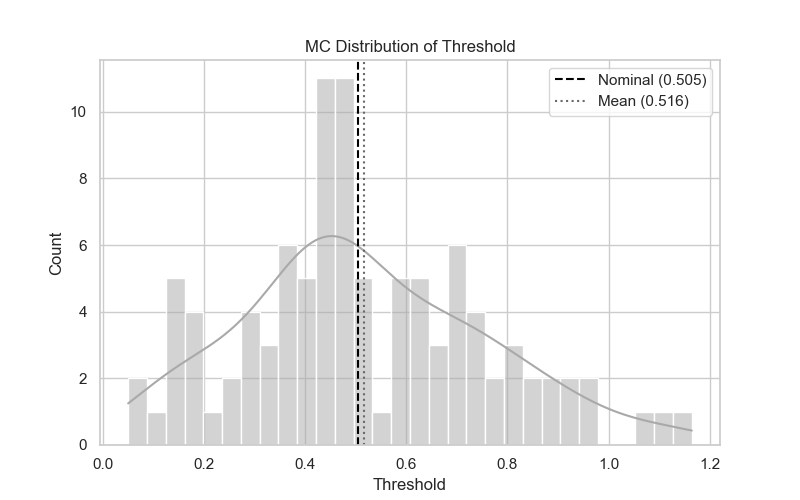 MC Distribution of Threshold
Nominal (0.505)
Mean (0.516)
Count
10
8
6
4
2
0
0.0 0.2 0.4 0.6 0.8 1.0 1.2
Threshold